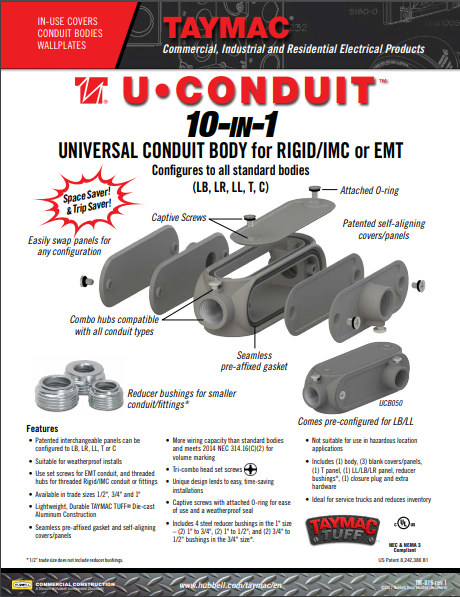 IN-USE COVERS
CONDUIT BODIES
WALLPLATES
TAYMAC®
Commercial, Industrial and Residential Electrical Products
U•CONDUIT™
10-IN-1
UNIVERSAL CONDUIT BODY for RIGID/IMC or EMT
Configures to all standard bodies
(LB, LR, LL, T, C)
Space Saver!
& Trip Saver!
Attached O-ring
Captive Screws
Patented self-aligning
covers/panels
Easily swap panels for
any configuration
Combo hubs compatible
with all conduit types
Seamless
pre-affixed gasket
Reducer bushings for smaller
conduit/fittings*
UCB050
Comes pre-configured for LB/LL
Features
• Patented interchangeable panels can be
configured to LB, LR, LL, T or C
• Suitable for weatherproof installs
• Use set screws for EMT conduit, and threaded
hubs for threaded Rigid/IMC conduit or fittings
• Available in trade sizes 1/2", 3/4" and 1"
• Lightweight, Durable TAYMAC TUFF® Die-cast
Aluminum Construction
• Seamless pre-affixed gasket and self-aligning
covers/panels
• More wiring capacity than standard bodies
and meets 2014 NEC 314.16(C)(2) for
volume marking
• Tri-combo head set screws
• Unique design lends to easy, time-saving
installations
• Captive screws with attached O-ring for ease
of use and a weatherproof seal
• Includes 4 steel reducer bushings in the 1" size
– (2) 1" to 3/4", (2) 1" to 1/2"; and (2) 3/4" to
1/2" bushings in the 3/4" size*.
• Not suitable for use in hazardous location
applications
• Includes (1) body, (3) blank covers/panels,
(1) T panel, (1) LL/LB/LR panel, reducer
bushings*, (1) closure plug and extra
hardware
• Ideal for service trucks and reduces inventory
TAYMAC
TUFF®
c UL us
NEC & NEMA 3
Compliant
*1/2" trade size does not include reducer bushings.
US Patent 8,242,386 B1
HUBBELL
COMMERCIAL CONSTRUCTION
www.hubbell.com/taymac/en